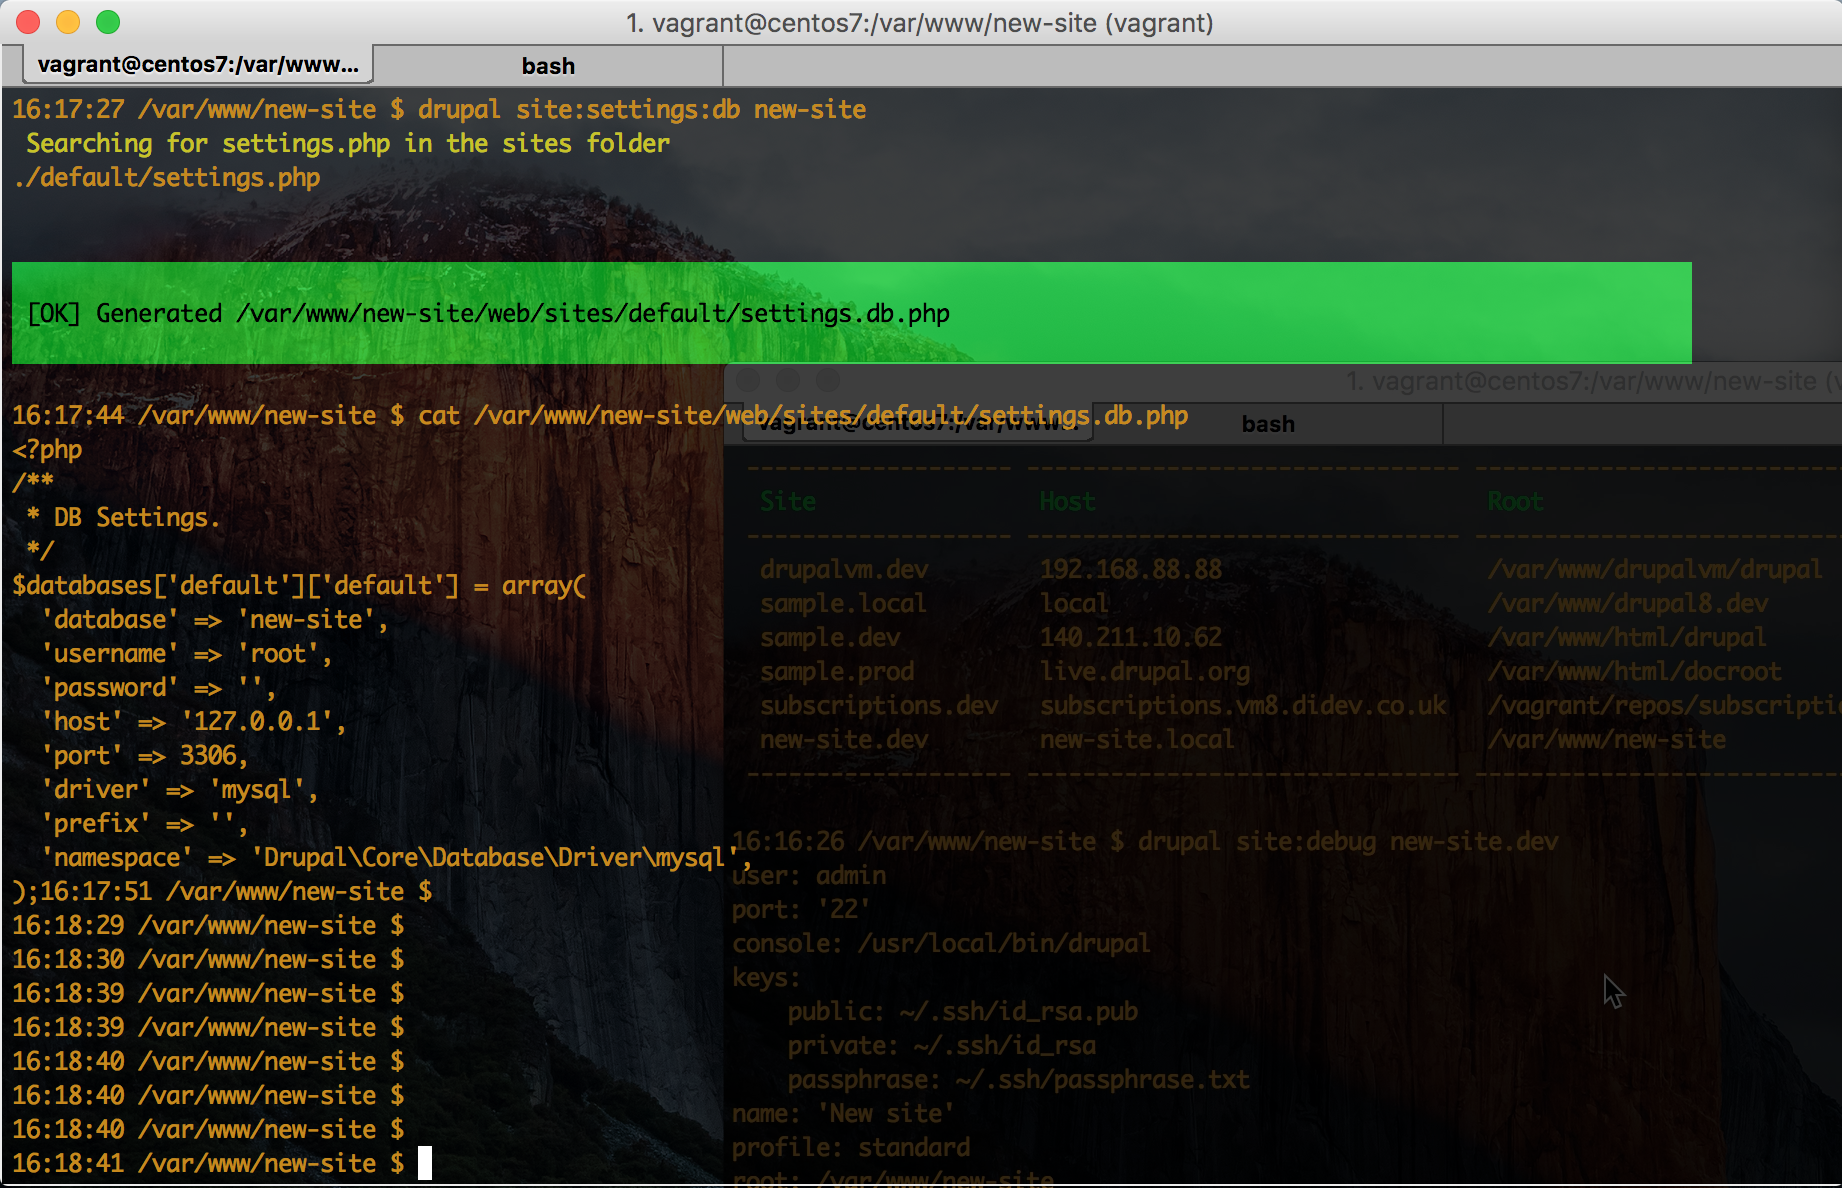 1. vagrant@centos7:/var/www/new-site (vagrant)
vagrant@centos7:/var/www...
bash
16:17:27 /var/www/new-site $ drupal site:settings:db new-site
Searching for settings.php in the sites folder
./default/settings.php
[OK] Generated /var/www/new-site/web/sites/default/settings.db.php
16:17:44 /var/www/new-site $ cat /var/www/new-site/web/sites/default/settings.db.php
<?php
/**
 * DB Settings.
 */
$databases['default']['default'] = array(
  'database' => 'new-site',
  'username' => 'root',
  'password' => '',
  'host' => '127.0.0.1',
  'port' => 3306,
  'driver' => 'mysql',
  'prefix' => '',
  'namespace' => 'Drupal\Core\Database\Driver\mysql',
);16:17:51 /var/www/new-site $
16:18:29 /var/www/new-site $
16:18:30 /var/www/new-site $
16:18:39 /var/www/new-site $
16:18:39 /var/www/new-site $
16:18:40 /var/www/new-site $
16:18:40 /var/www/new-site $
16:18:40 /var/www/new-site $
16:18:41 /var/www/new-site $
1. vagrant@centos7:/var/www/new-site (v
vagrant@centos7:/var/www...
bash
Site Host Root
drupalvm.dev 192.168.88.88 /var/www/drupalvm/drupal
sample.local local /var/www/drupal8.dev
sample.dev 140.211.10.62 /var/www/html/drupal
sample.prod live.drupal.org /var/www/html/docroot
subscriptions.dev subscriptions.vm8.didev.co.uk /vagrant/repos/subscripti
new-site.dev new-site.local /var/www/new-site
16:16:26 /var/www/new-site $ drupal site:debug new-site.dev
user: admin
port: '22'
console: /usr/local/bin/drupal
keys:
    public: ~/.ssh/id_rsa.pub
    private: ~/.ssh/id_rsa
    passphrase: ~/.ssh/passphrase.txt
name: 'New site'
profile: standard
root: /var/www/new-site